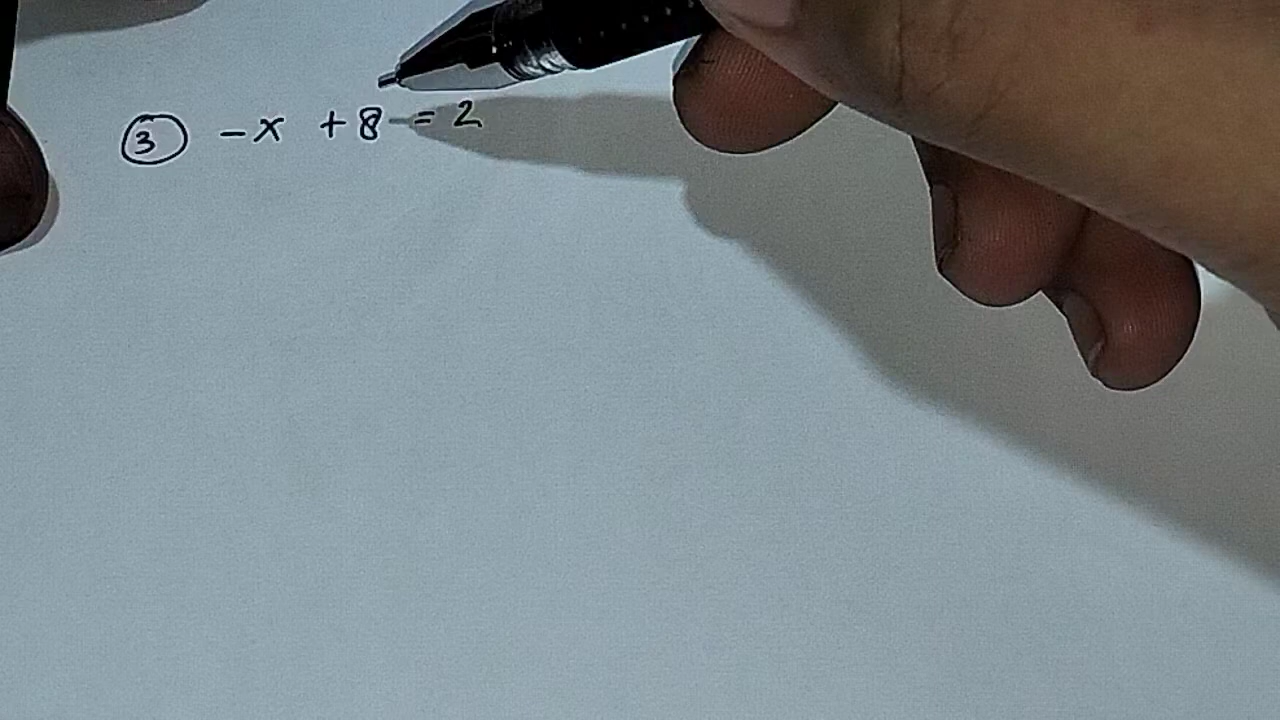 3 -x +8 = 2